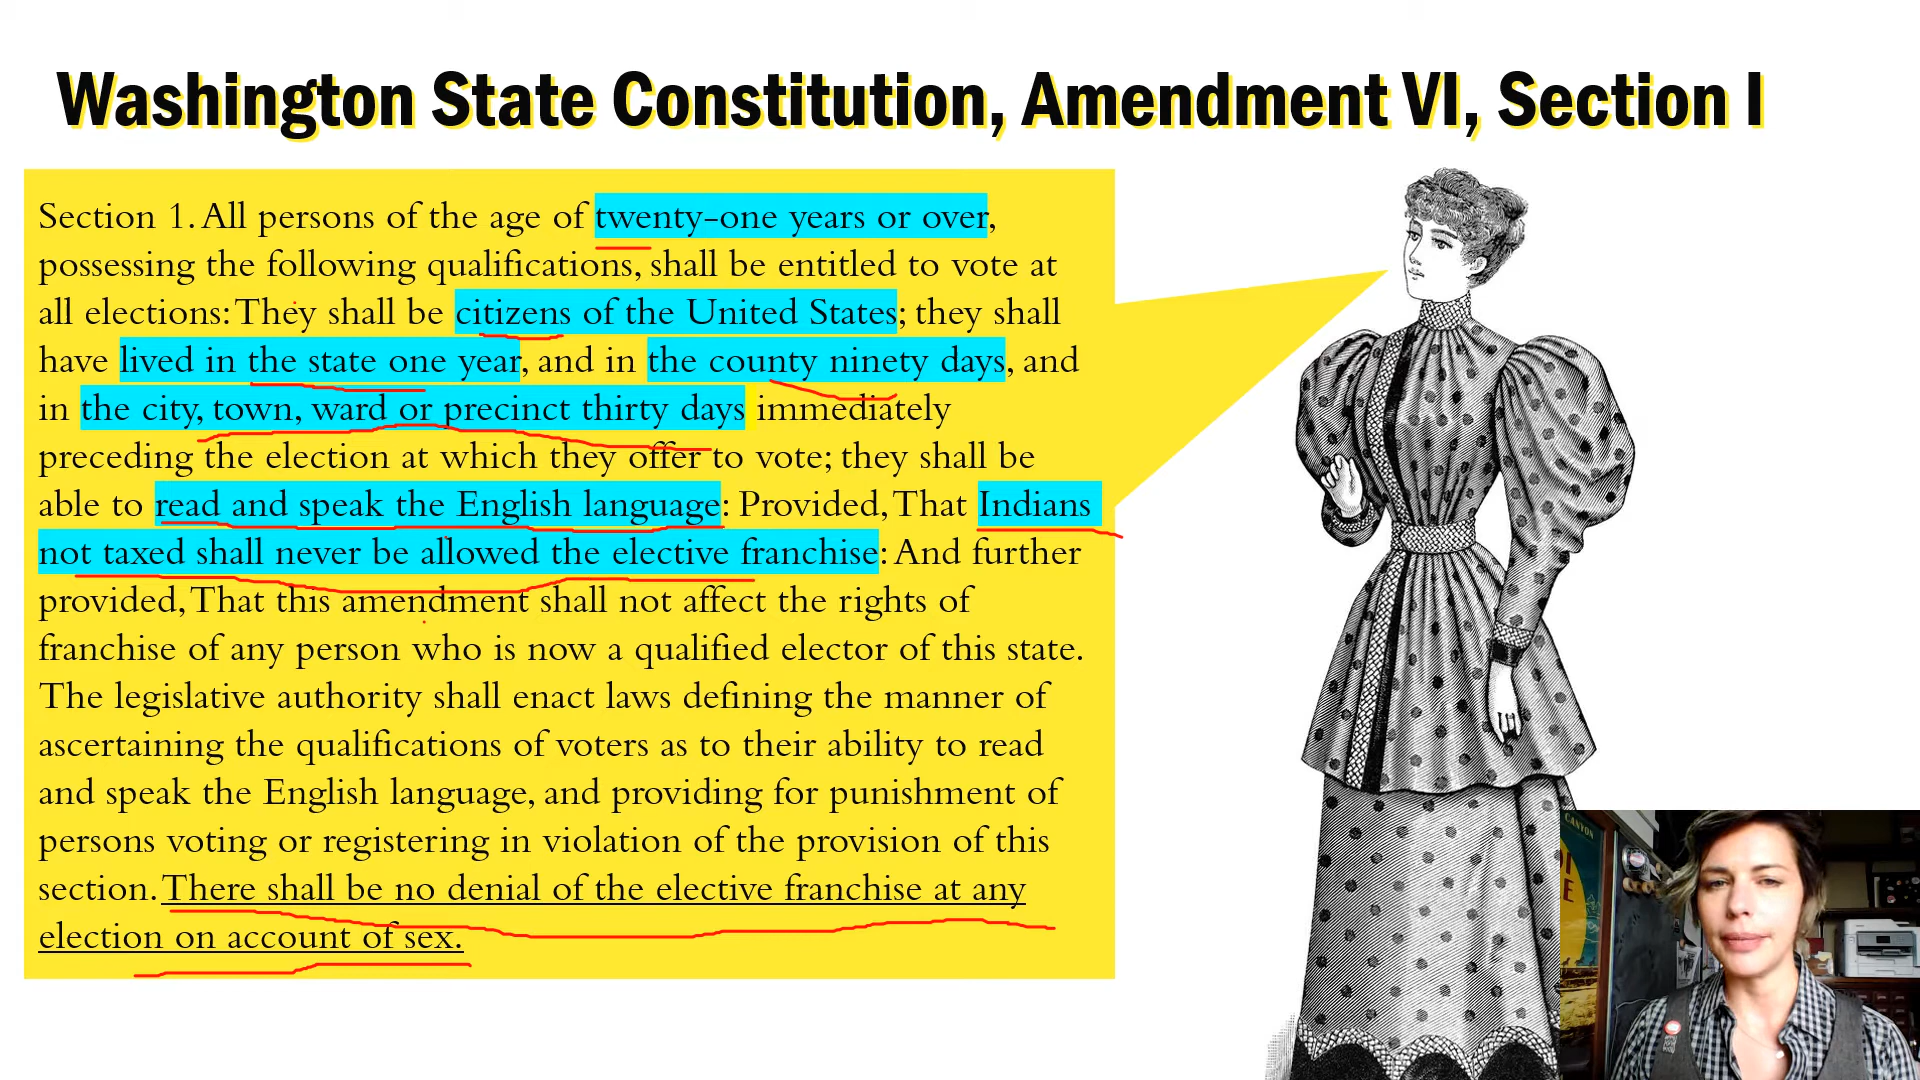 Washington State Constitution, Amendment VI, Section I
Section 1. All persons of the age of twenty-one years or over,
possessing the following qualifications, shall be entitled to vote at
all elections: They shall be citizens of the United States; they shall
have lived in the state one year, and in the county ninety days, and
in the city, town, ward or precinct thirty days immediately
preceding the election at which they offer to vote; they shall be
able to read and speak the English language: Provided, That Indians
not taxed shall never be allowed the elective franchise: And further
provided, That this amendment shall not affect the rights of
franchise of any person who is now a qualified elector of this state.
The legislative authority shall enact laws defining the manner of
ascertaining the qualifications of voters as to their ability to read
and speak the English language, and providing for punishment of
persons voting or registering in violation of the provision of this
section. There shall be no denial of the elective franchise at any
election on account of sex.
CANYON